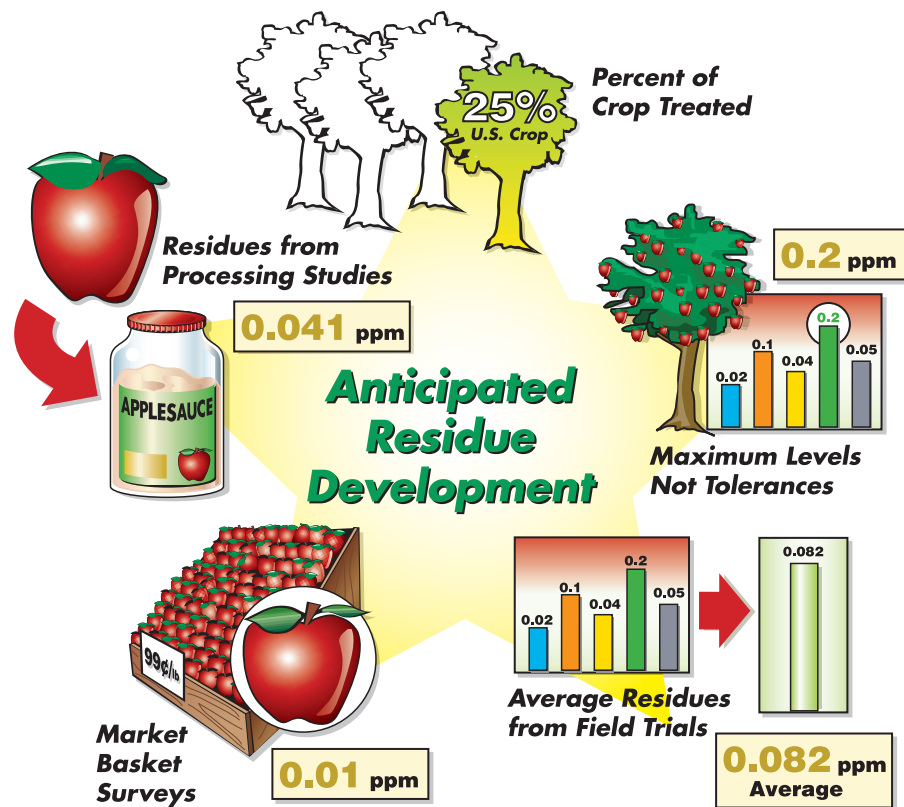 Percent of
Crop Treated
25%
U.S. Crop
Residues from
Processing Studies
0.041 ppm
APPLESAUCE
0.2 ppm
0.02
0.1
0.04
0.2
0.05
Maximum Levels
Not Tolerances
Anticipated
Residue
Development
99¢/lb
Market
Basket
Surveys
0.01 ppm
0.02
0.1
0.04
0.2
0.05
0.082
Average Residues
from Field Trials
0.082 ppm
Average